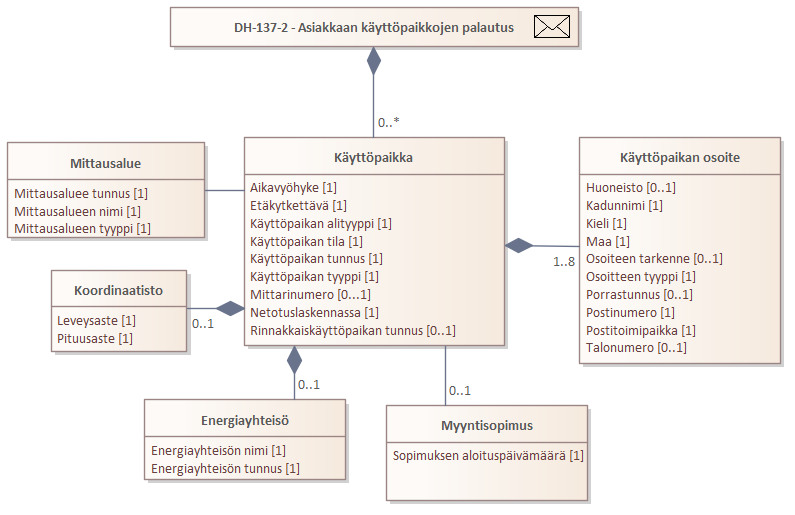 DH-137-2 - Asiakkaan käyttöpaikkojen palautus
0..*
Mittausalue
Mittausaluee tunnus [1]
Mittausalueen nimi [1]
Mittausalueen tyyppi [1]
Käyttöpaikka
Aikavyöhyke [1]
Etäkytkettävä [1]
Käyttöpaikan alityyppi [1]
Käyttöpaikan tila [1]
Käyttöpaikan tunnus [1]
Käyttöpaikan tyyppi [1]
Mittarinumero [0...1]
Netotuslaskennassa [1]
Rinnakkaiskäyttöpaikan tunnus [0..1]
Käyttöpaikan osoite
Huoneisto [0..1]
Kadunnimi [1]
Kieli [1]
Maa [1]
Osoiteen tarkenne [0..1]
Osoitteen tyyppi [1]
Porrastunnus [0..1]
Postinumero [1]
Postitoimipaikka [1]
Talonumero [0..1]
1..8
Koordinaatisto
Leveysaste [1]
Pituusaste [1]
0..1
0..1
0..1
Energiayhteisö
Energiayhteisön nimi [1]
Energiayhteisön tunnus [1]
Myyntisopimus
Sopimuksen aloituspäivämäärä [1]